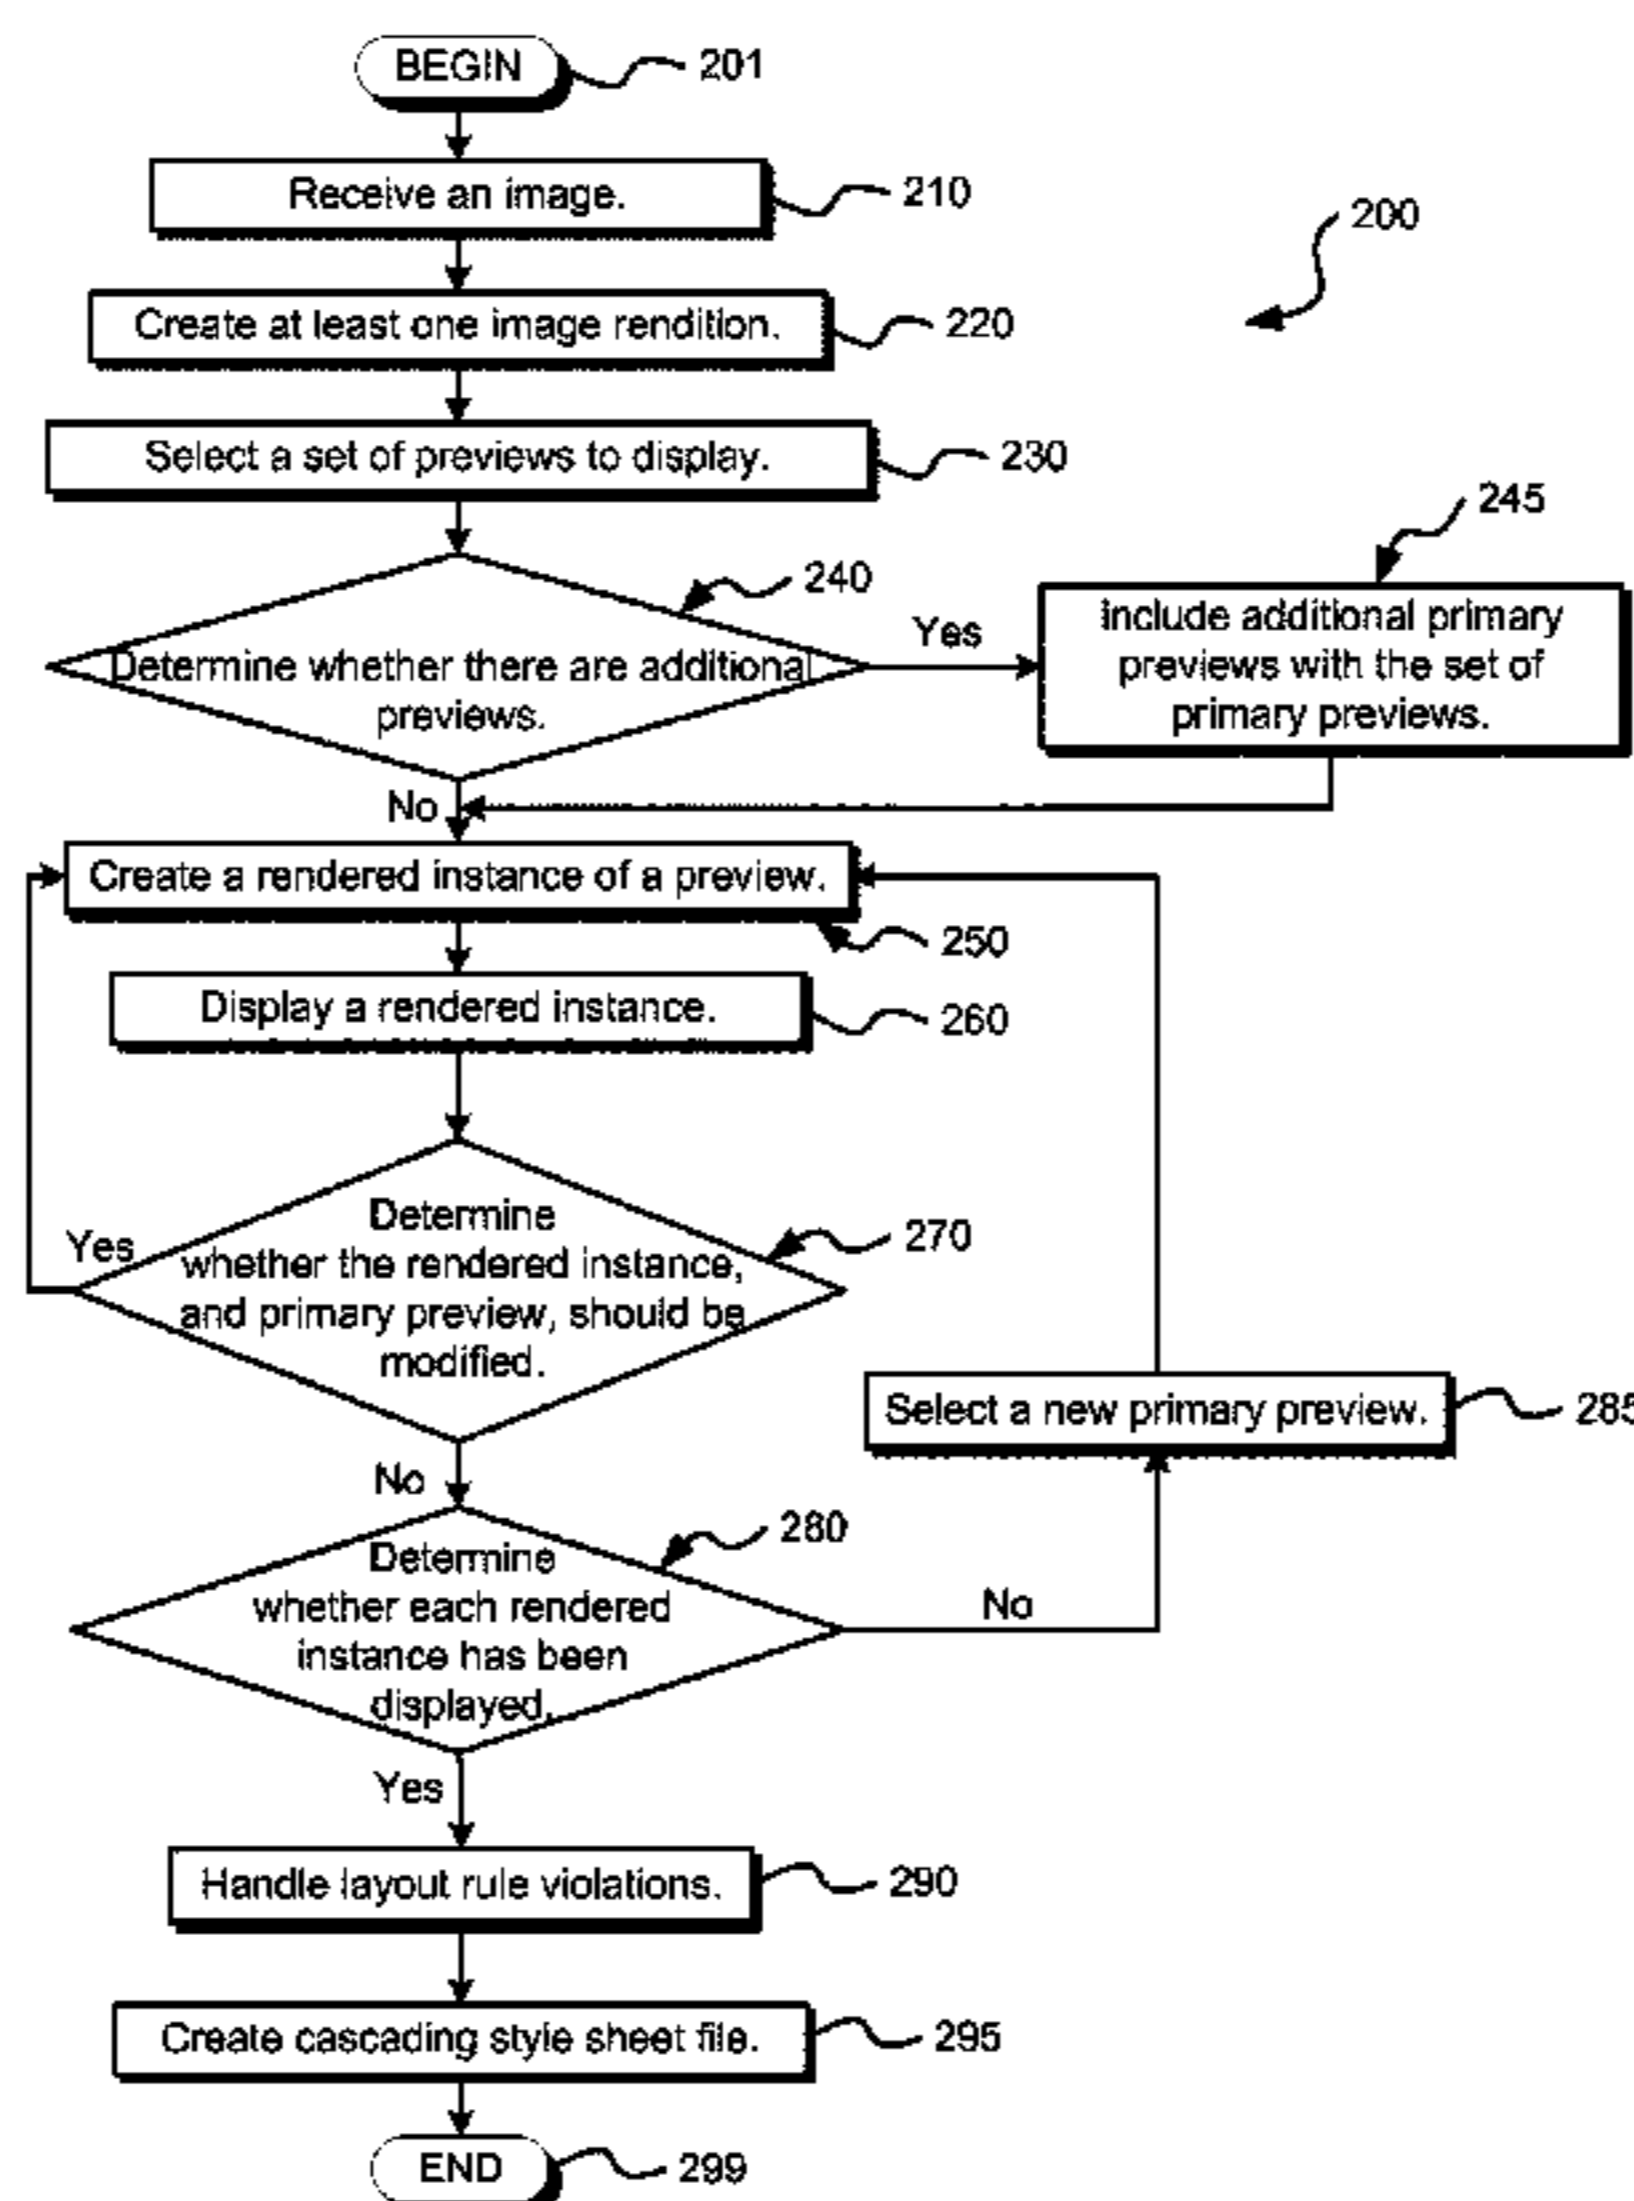 BEGIN
201
Receive an image.
210
200
Create at least one image rendition.
220
Select a set of previews to display.
230
245
240
Determine whether there are additional
previews.
Yes
Include additional primary
previews with the set of
primary previews.
No
Create a rendered instance of a preview.
250
Display a rendered instance.
260
Determine
whether the rendered instance,
and primary preview, should be
modified.
270
Yes
Select a new primary preview.
285
No
280
Determine
whether each rendered
instance has been
displayed.
No
Yes
Handle layout rule violations.
290
Create cascading style sheet file.
295
END
299